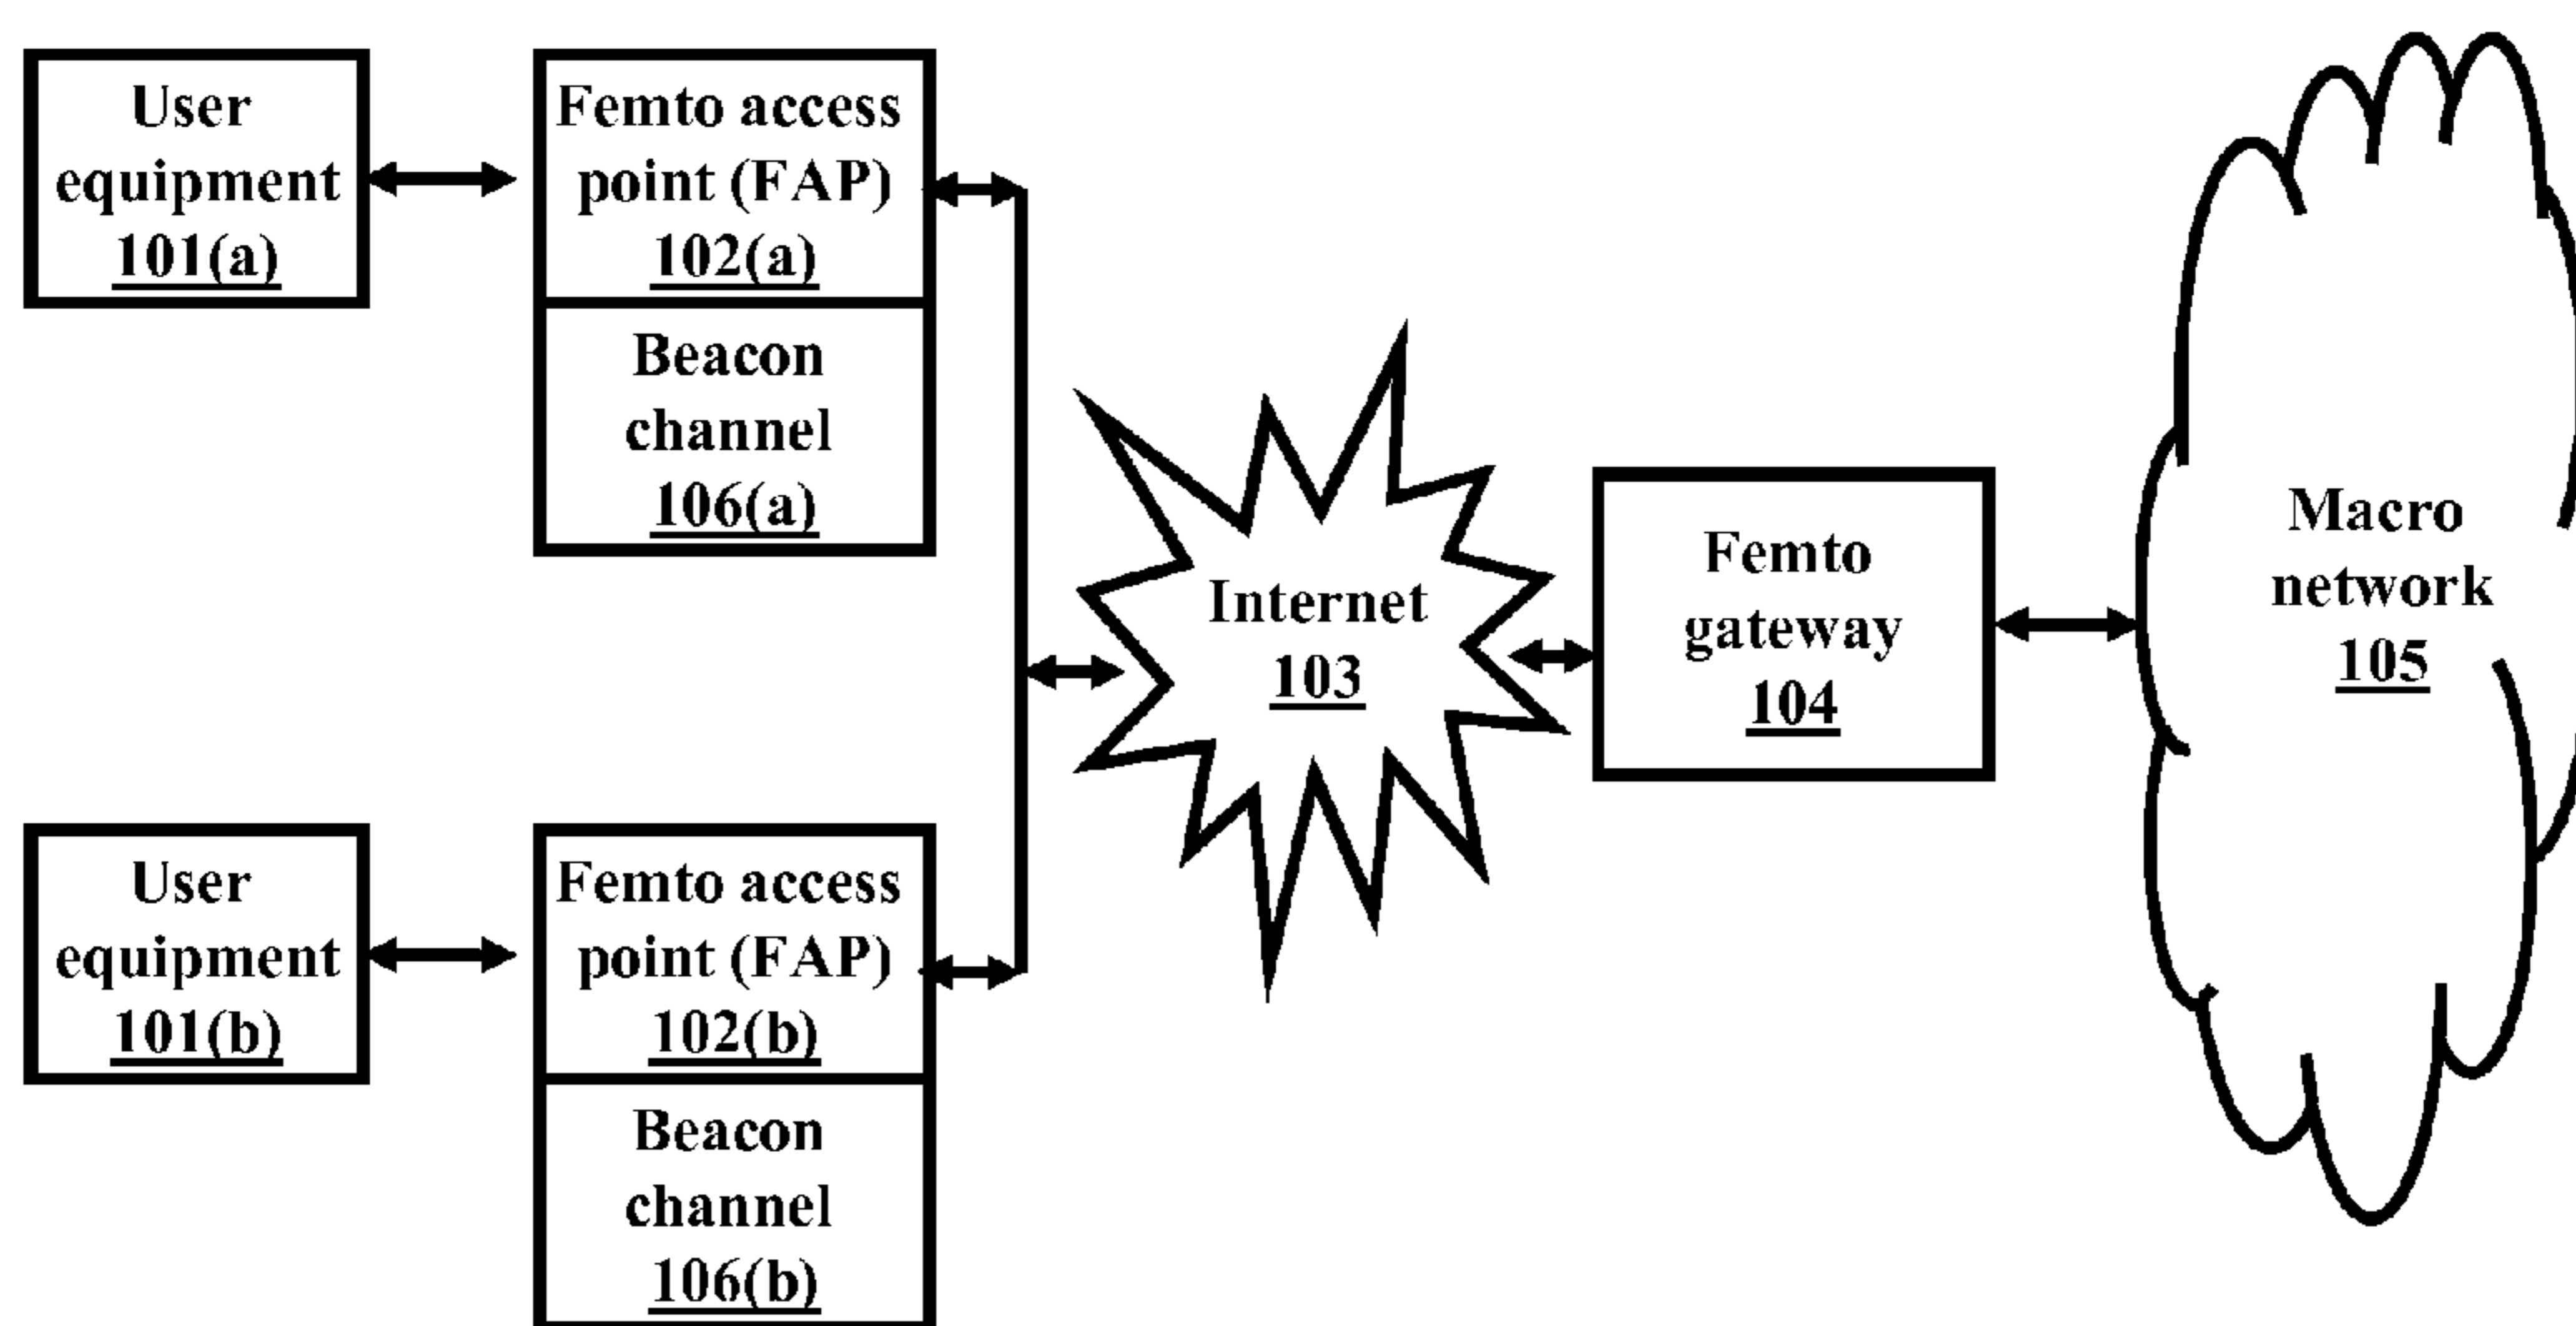 User
equipment
101(a)
Femto access
point (FAP)
102(a)
Beacon
channel
106(a)
Internet
103
Femto
gateway
104
Macro
network
105
User
equipment
101(b)
Femto access
point (FAP)
102(b)
Beacon
channel
106(b)